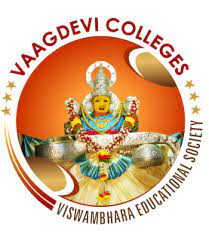 VAAGDEVI COLLEGES
VISWAMBHARA EDUCATIONAL SOCIETY